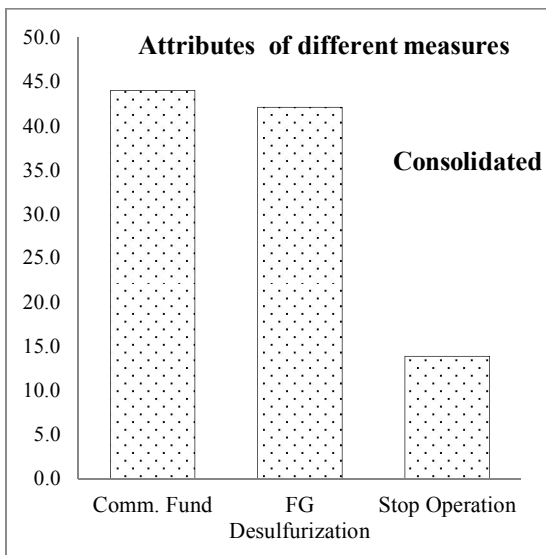 Attributes of different measures
Consolidated
50.0
45.0
40.0
35.0
30.0
25.0
20.0
15.0
10.0
5.0
0.0
Comm. Fund
FG
Desulfurization
Stop Operation